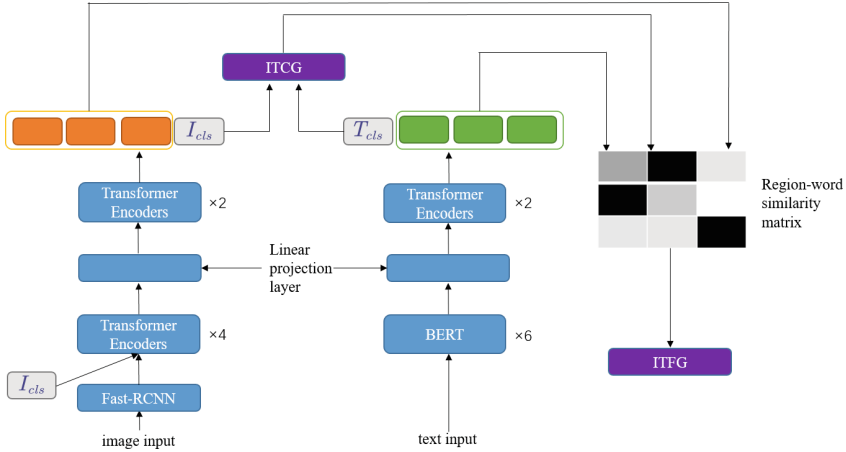 ITCG
I_cls
T_cls
Transformer
Encoders
×2
Transformer
Encoders
×2
Region-word
similarity
matrix
Linear
projection
layer
Transformer
Encoders
×4
BERT
×6
ITFG
I_cls
Fast-RCNN
image input
text input